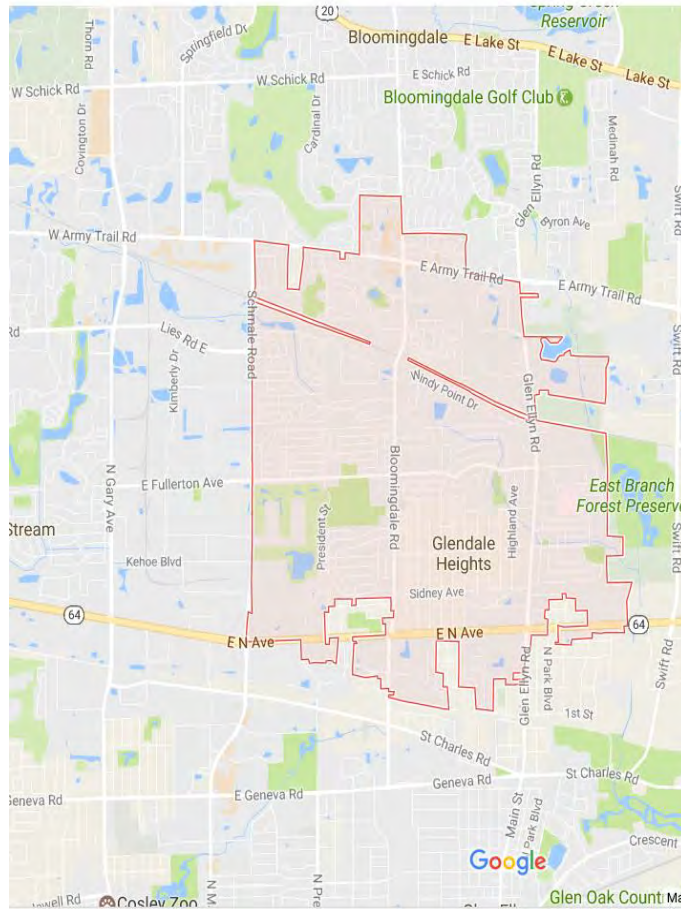 Spring Creek
Reservoir
20
Thorn Rd
Springfield Dr
Bloomingdale
E Lake St
E Lake St
Lake St
W Schick Rd
E Schick Rd
W Schick Rd
Covington Dr
Cardinal Dr
Bloomingdale Golf Club
Medinah Rd
Glen Ellyn Rd
Byron Ave
W Army Trail Rd
E Army Trail Rd
E Army Trail Rd
Schmale Road
Rd
Lies Rd E
Kimberly Dr
Swift Rd
Windy Point Dr
Glen Ellyn Rd
Bloomingdale Rd
N Gary Ave
E Fullerton Ave
President St
Highland Ave
East Branch
Forest Preserv
Stream
Glendale
Heights
Kehoe Blvd
Sidney Ave
64
E N Ave
E N Ave
64
Glen Ellyn Rd
N Park Blvd
Swift Rd
1st St
St Charles Rd
St Charles Rd
Geneva Rd
Geneva Rd
E Geneva Rd
Main St
Park Blvd
Crescent
Google
N Pre
N M
Cosley Zoo
Glen Oak Count
Ma